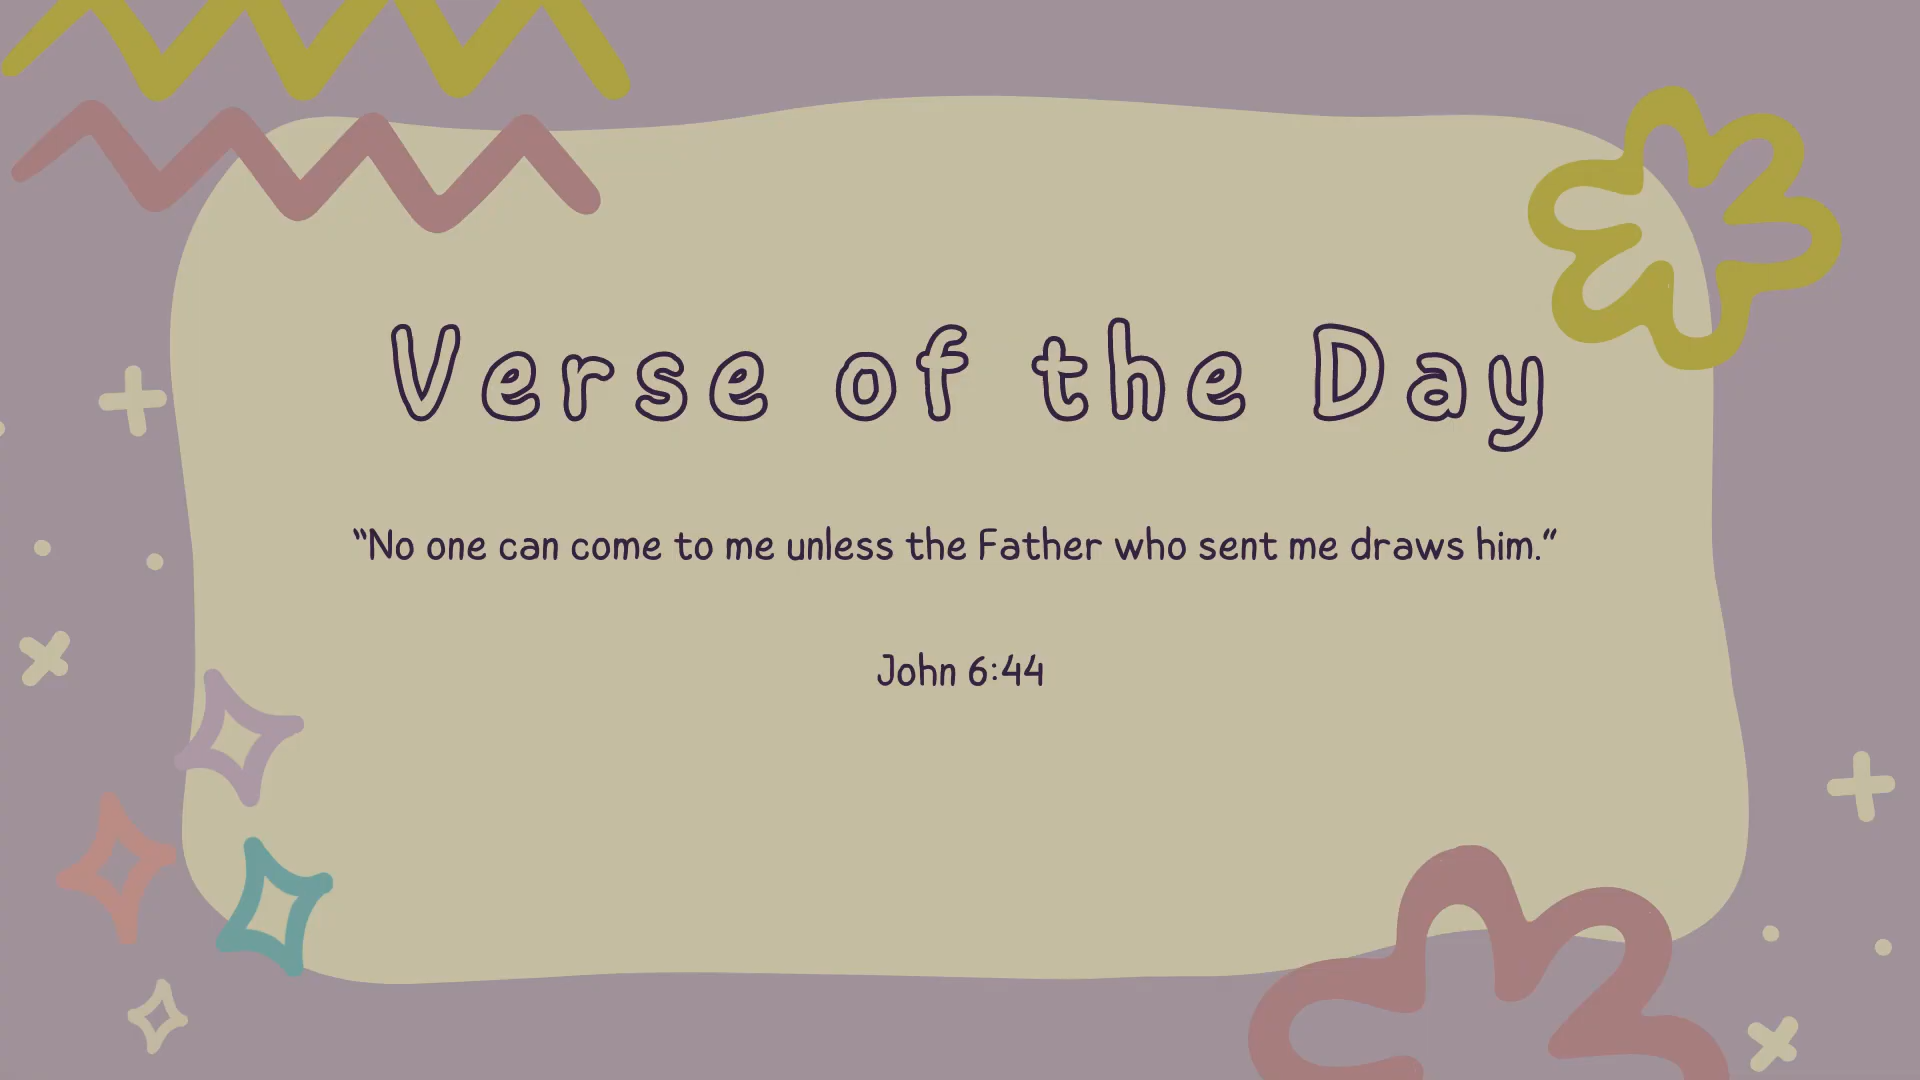 Verse of the Day
“No one can come to me unless the Father who sent me draws him.”
John 6:44